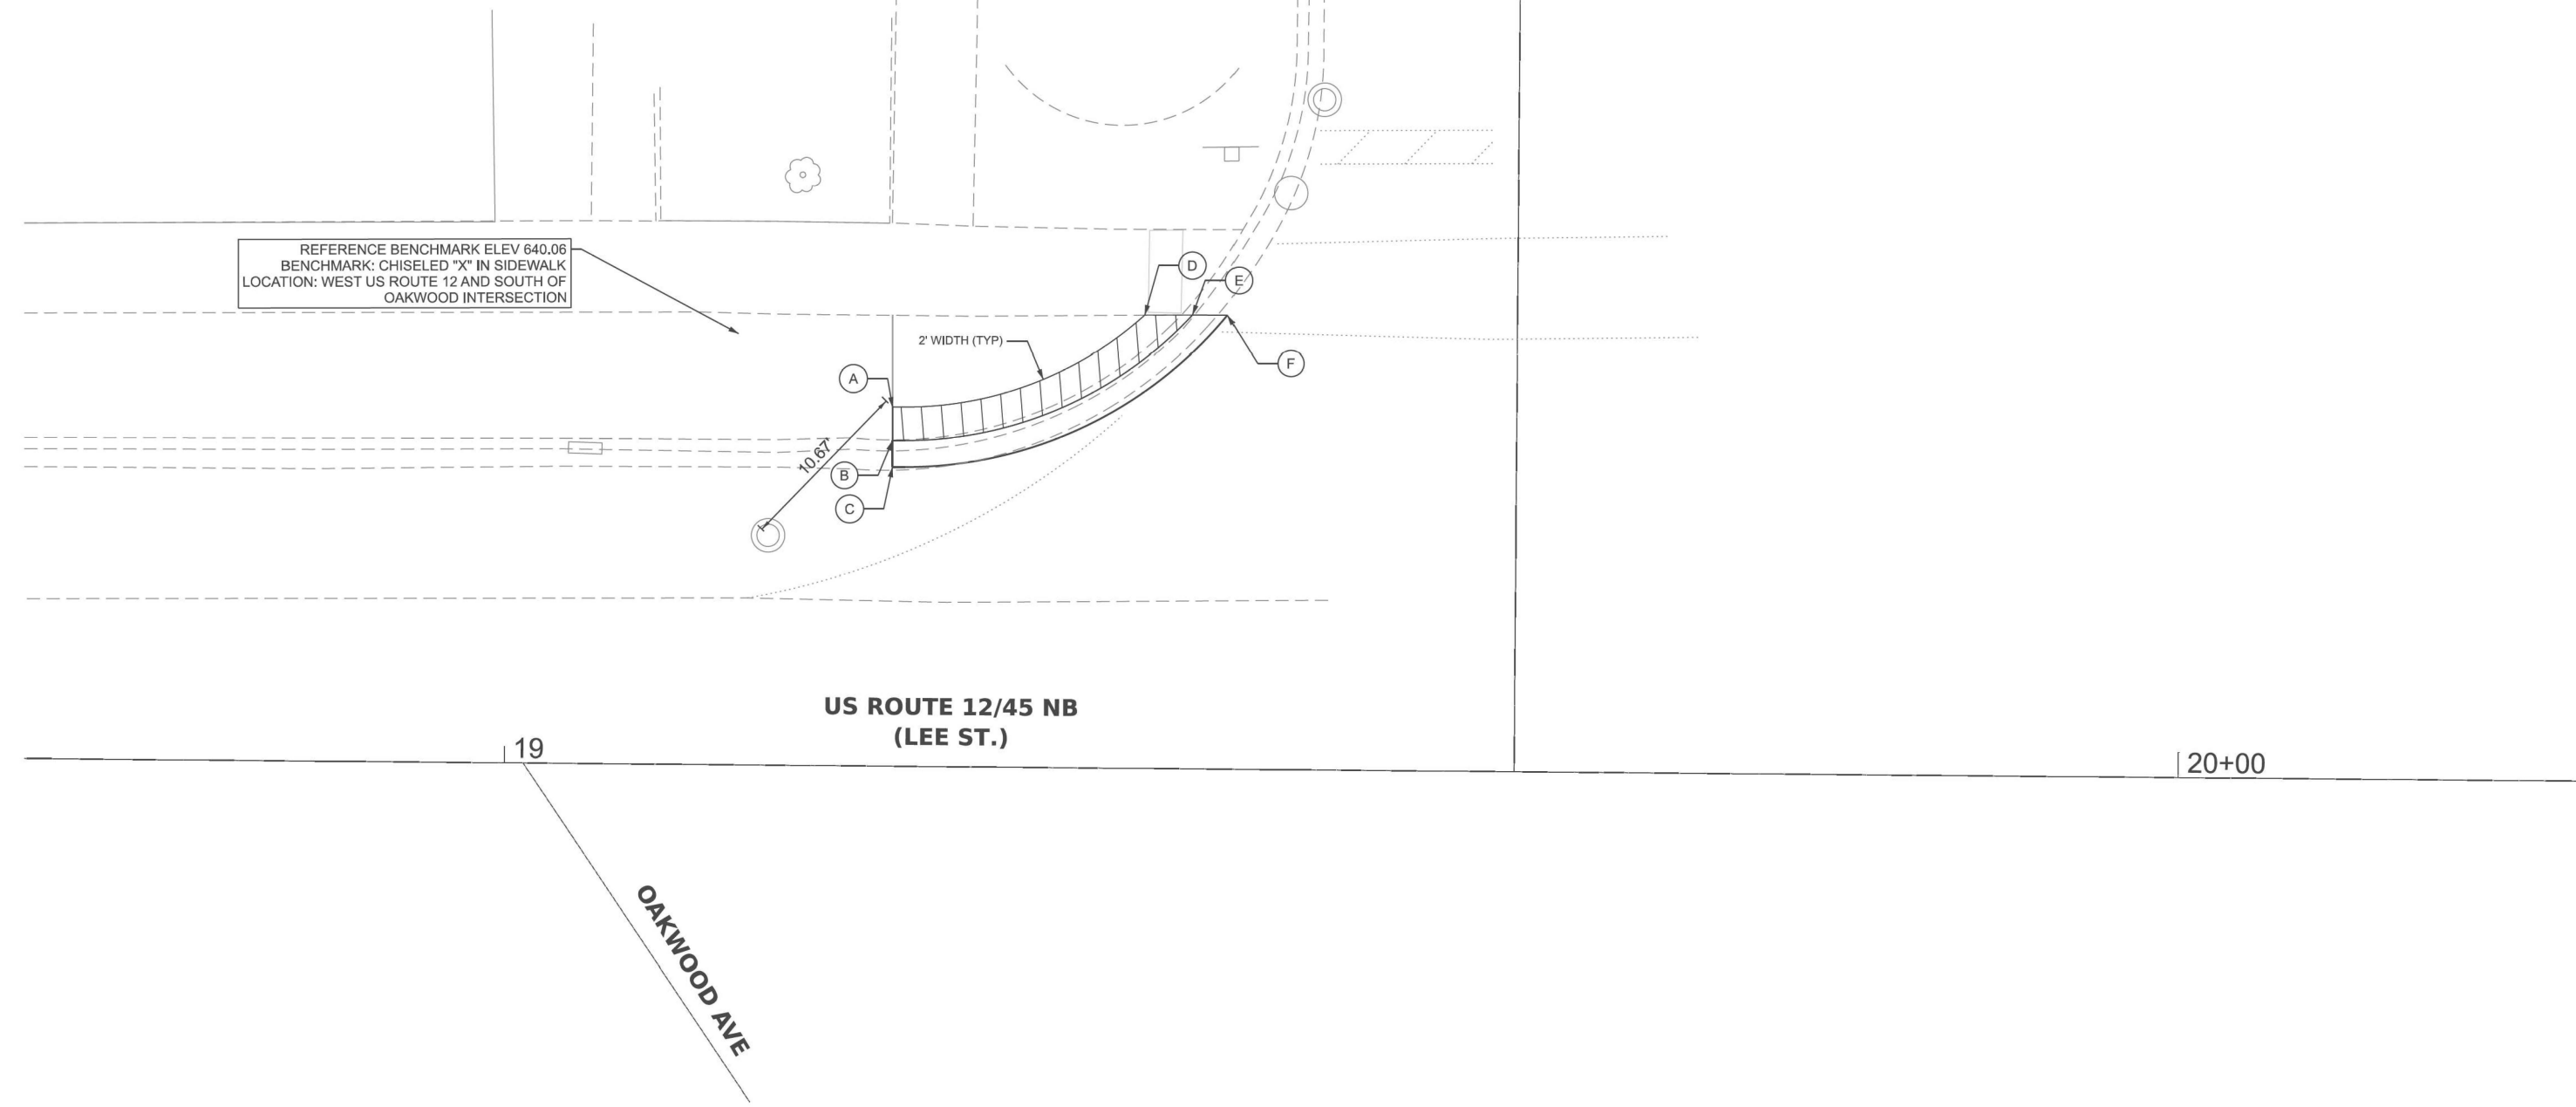 REFERENCE BENCHMARK ELEV 640.06
BENCHMARK: CHISELED "X" IN SIDEWALK
LOCATION: WEST US ROUTE 12 AND SOUTH OF
OAKWOOD INTERSECTION
D
E
2' WIDTH (TYP)
F
A
10.67'
B
C
US ROUTE 12/45 NB
(LEE ST.)
19
20+00
OAKWOOD AVE